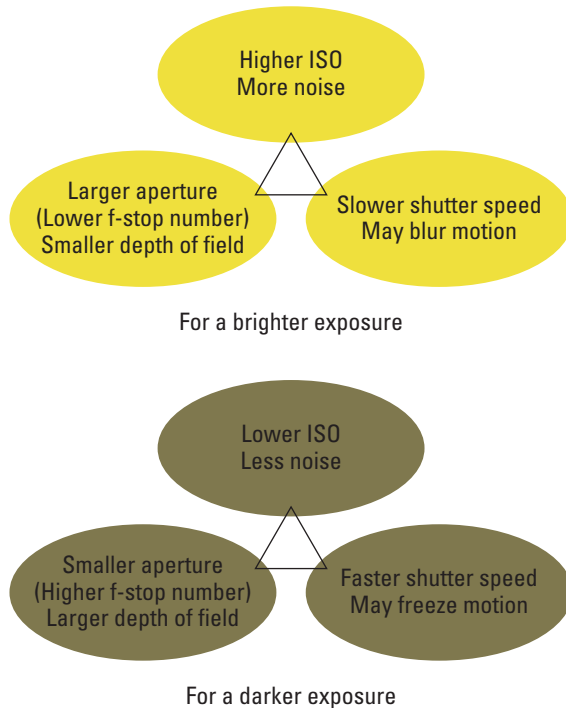 Higher ISO
More noise
Larger aperture
(Lower f-stop number)
Smaller depth of field
Slower shutter speed
May blur motion
For a brighter exposure
Lower ISO
Less noise
Smaller aperture
(Higher f-stop number)
Larger depth of field
Faster shutter speed
May freeze motion
For a darker exposure